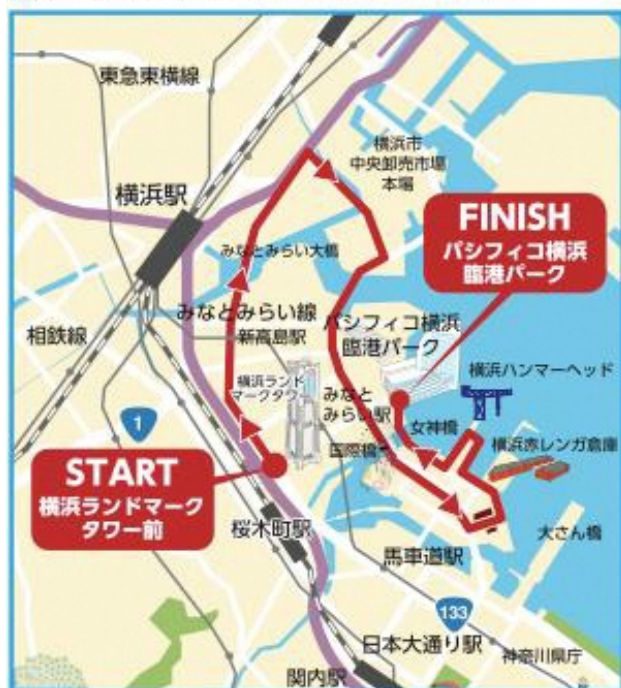 東急東横線
横浜市
中央卸売市場
本場
横浜駅
FINISH
パシフィコ横浜
臨港パーク
みなとみらい大橋
みなとみらい線
新高島駅
パシフィコ横浜
臨港パーク
相鉄線
横浜ランド
マークタワー
みなと
みらい駅
横浜ハンマーヘッド
女神橋
1
国際橋
横浜赤レンガ倉庫
START
横浜ランドマーク
タワー前
桜木町駅
馬車道駅
大さん橋
133
日本大通り駅
神奈川県庁
関内駅